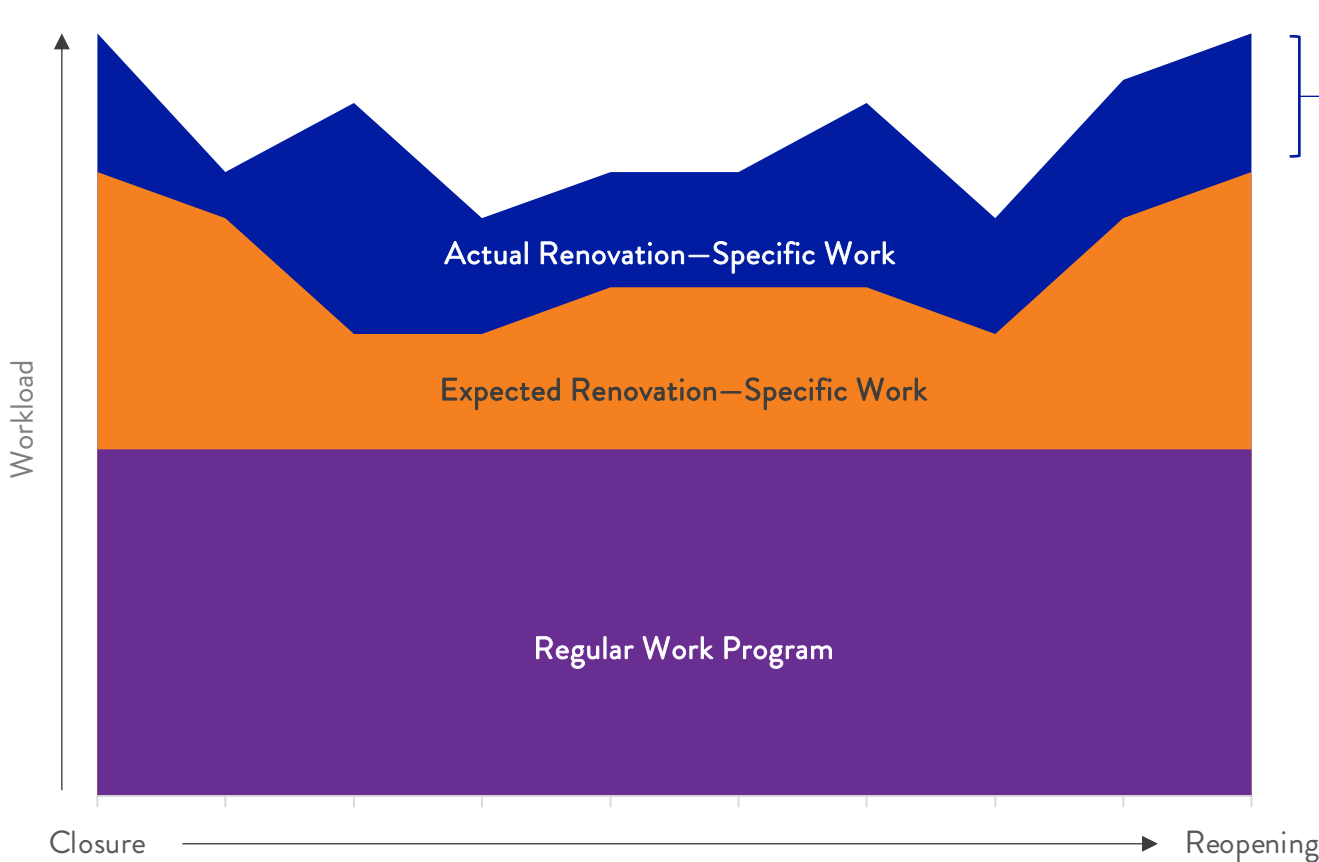 Workload
Actual Renovation—Specific Work
Expected Renovation—Specific Work
Regular Work Program
Closure
Reopening